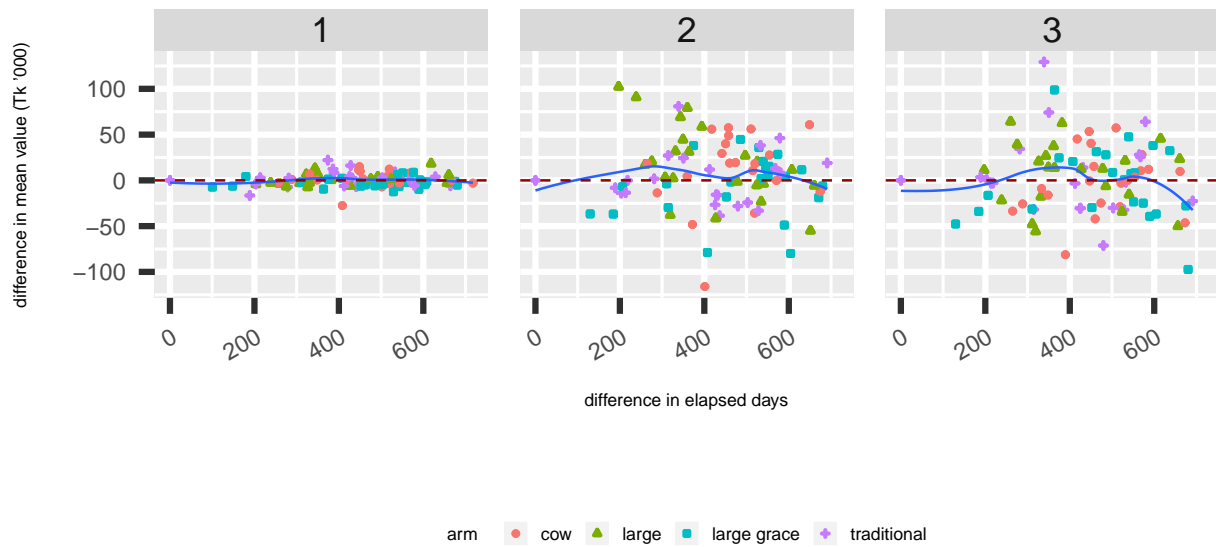 1 2 3
difference in mean value (Tk '000)
100
50
0
−50
−100
0 200 400 600 0 200 400 600 0 200 400 600
difference in elapsed days
arm cow large large grace traditional